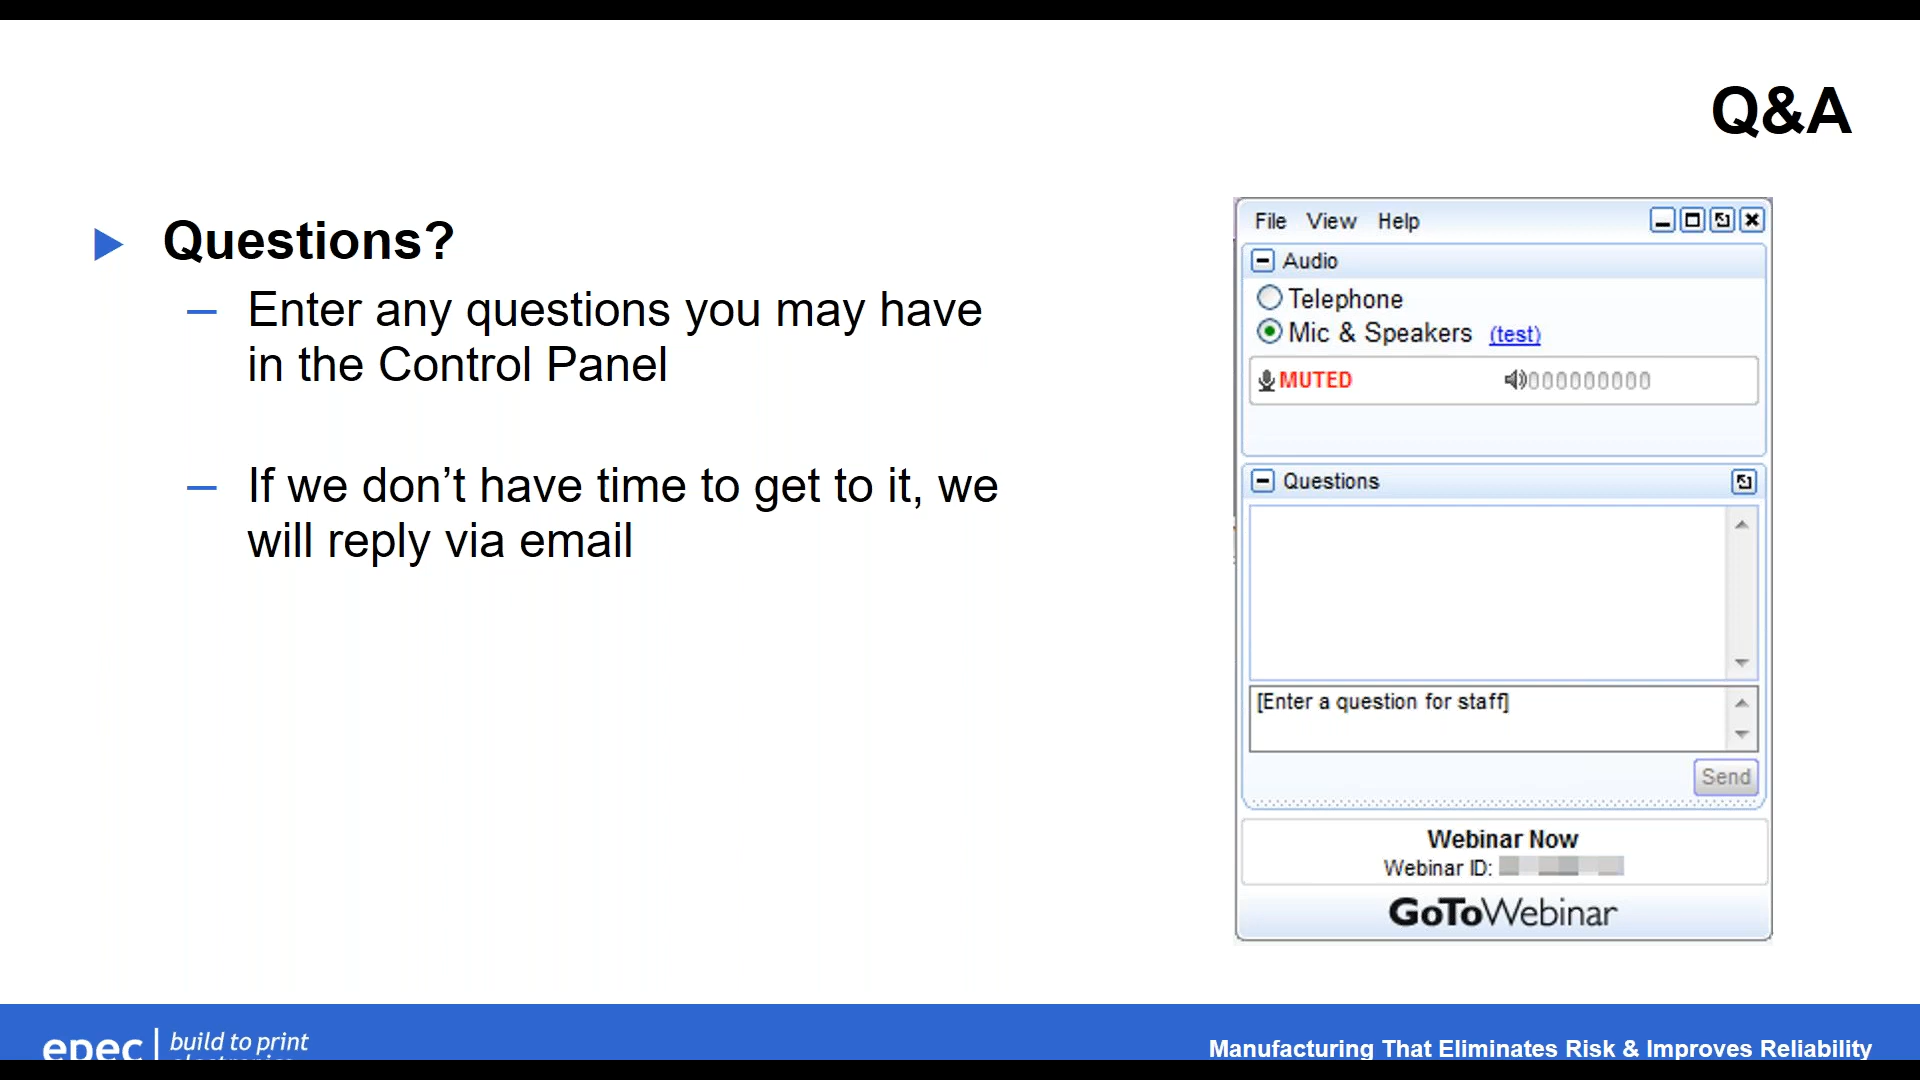 Q&A
Questions?
– Enter any questions you may have
in the Control Panel
– If we don’t have time to get to it, we
will reply via email
File View Help
Audio
Telephone
Mic & Speakers (test)
MUTED
Questions
[Enter a question for staff]
Send
Webinar Now
Webinar ID:
GoToWebinar
epec
build to print
Manufacturing That Eliminates Risk & Improves Reliability